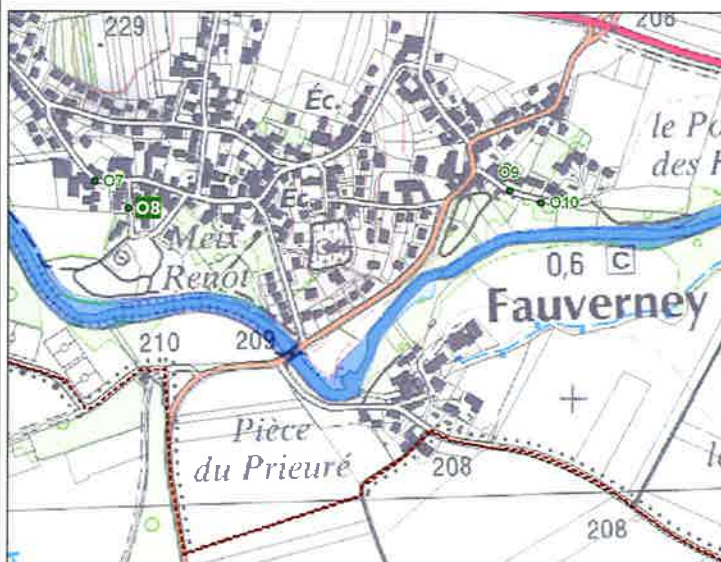 229
208
Éc.
le Po
des
O7
O9
Éc.
O8
O10
Meix
Renot
0,6 C
Fauverney
210
209
Pièce
du Prieuré
208
208